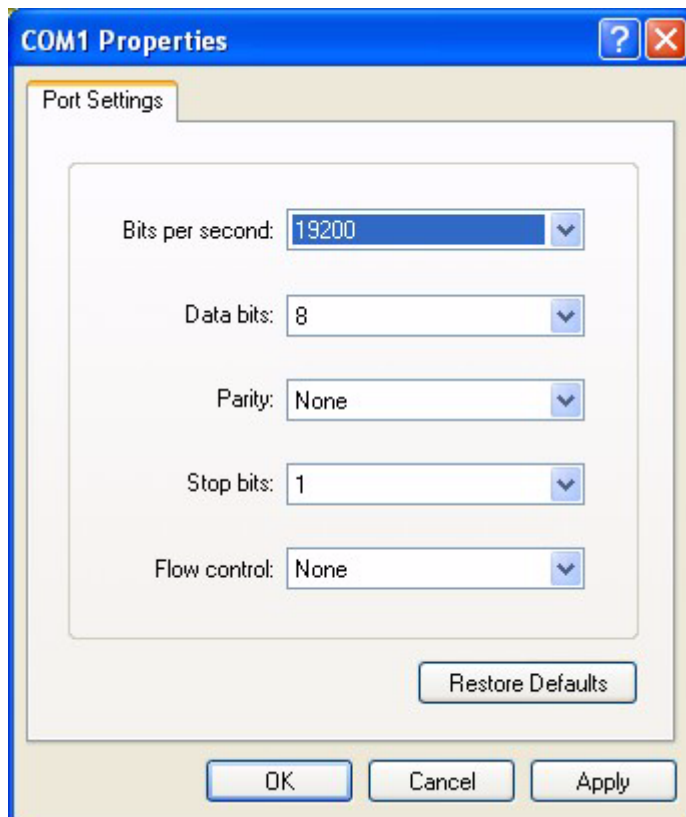 COM1 Properties
Port Settings
Bits per second: 19200
Data bits: 8
Parity: None
Stop bits: 1
Flow control: None
Restore Defaults
OK Cancel Apply